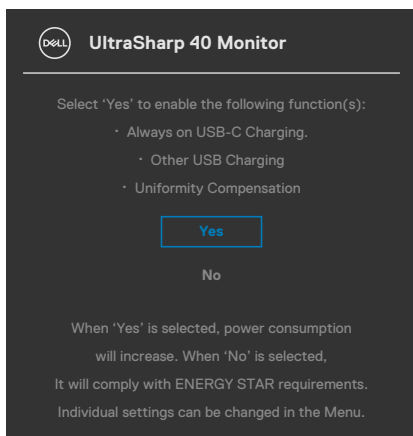 DELL
UltraSharp 40 Monitor
Select ‘Yes’ to enable the following function(s):
· Always on USB-C Charging.
· Other USB Charging
· Uniformity Compensation
Yes
No
When ‘Yes’ is selected, power consumption
will increase. When ‘No’ is selected,
It will comply with ENERGY STAR requirements.
Individual settings can be changed in the Menu.